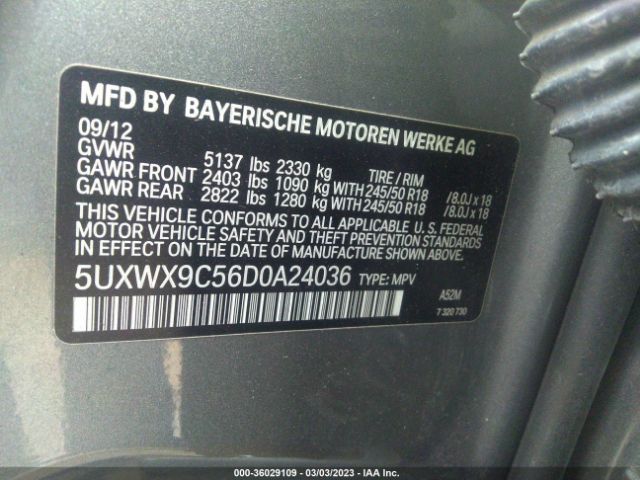 MFD BY BAYERISCHE MOTOREN WERKE AG
09/12
GVWR 5137 lbs 2330 kg TIRE / RIM
GAWR FRONT 2403 lbs 1090 kg WITH 245/50 R18 /8.0J x 18
GAWR REAR 2822 lbs 1280 kg WITH 245/50 R18 /8.0J x 18
THIS VEHICLE CONFORMS TO ALL APPLICABLE U. S. FEDERAL
MOTOR VEHICLE SAFETY AND THEFT PREVENTION STANDARDS
IN EFFECT ON THE DATE OF MANUFACTURE SHOWN ABOVE.
5UXWX9C56D0A24036 TYPE: MPV
A52M
7 320 730
000-36029109 - 03/03/2023 - IAA Inc.